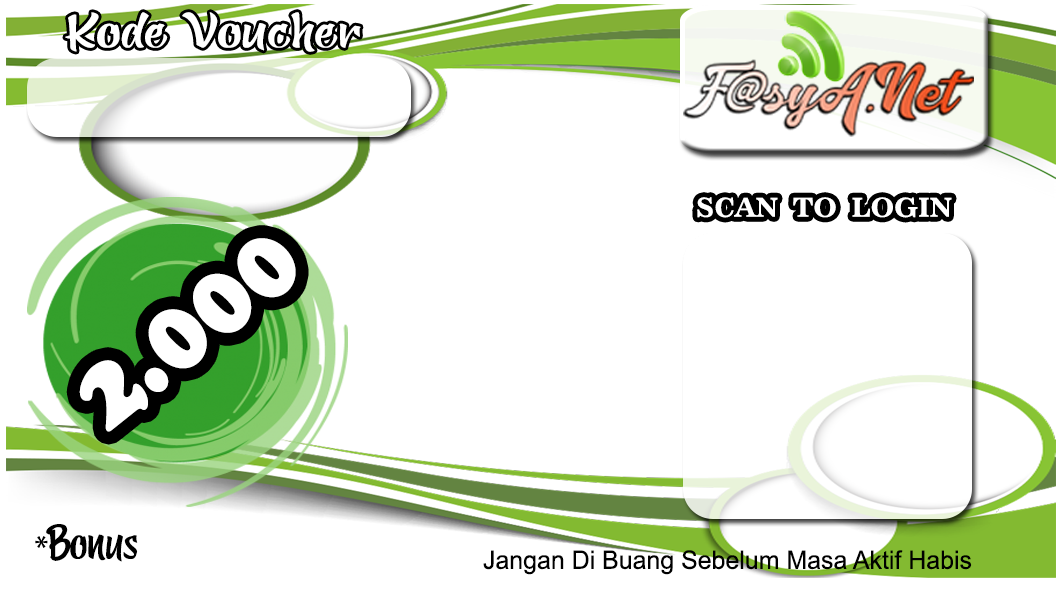 Kode Voucher
F@syA.Net
SCAN TO LOGIN
2.000
*Bonus
Jangan Di Buang Sebelum Masa Aktif Habis